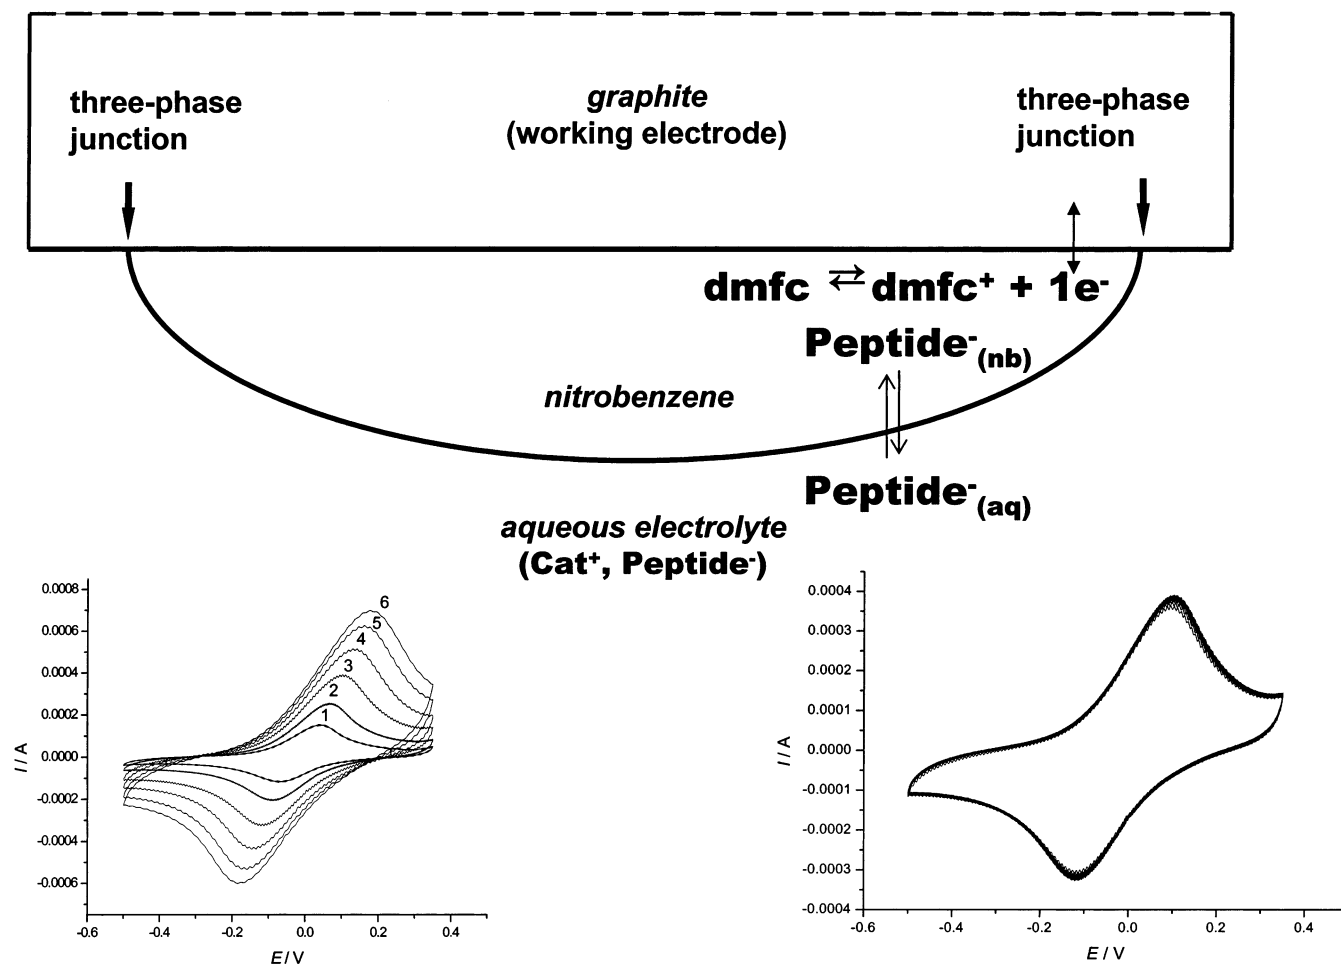 three-phase
junction
graphite
(working electrode)
three-phase
junction
dmfc ⇄ dmfc⁺ + 1e⁻
Peptide⁻(nb)
nitrobenzene
Peptide⁻(aq)
aqueous electrolyte
(Cat⁺, Peptide⁻)
0.0008
0.0006
0.0004
0.0002
0.0000
-0.0002
-0.0004
-0.0006
I / A
6
5
4
3
2
1
-0.6
-0.4
-0.2
0.0
0.2
0.4
E / V
0.0004
0.0003
0.0002
0.0001
0.0000
-0.0001
-0.0002
-0.0003
-0.0004
I / A
-0.6
-0.4
-0.2
0.0
0.2
0.4
E / V